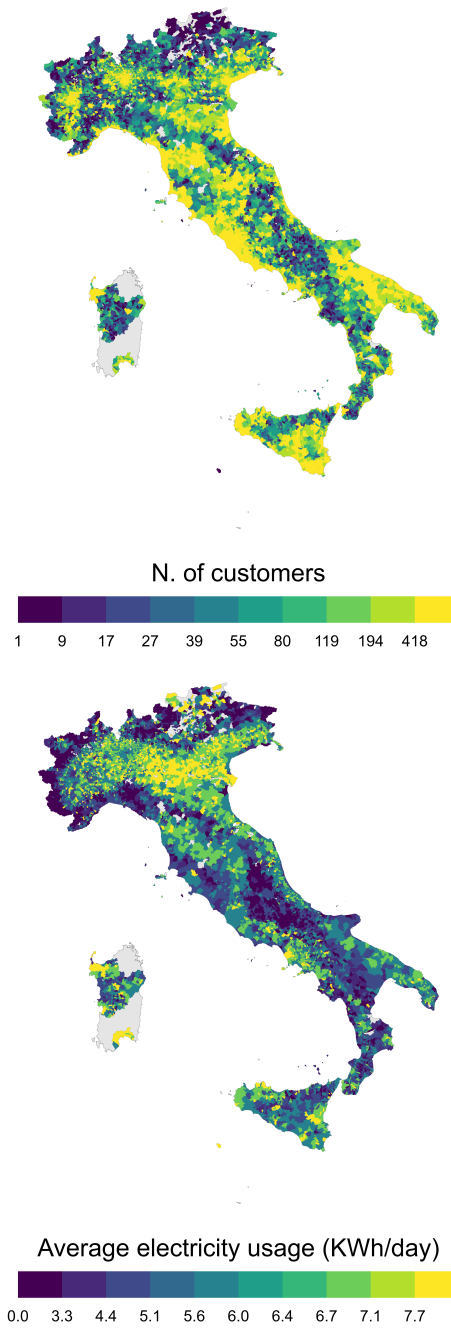 N. of customers
1 9 17 27 39 55 80 119 194 418
Average electricity usage (KWh/day)
0.0 3.3 4.4 5.1 5.6 6.0 6.4 6.7 7.1 7.7